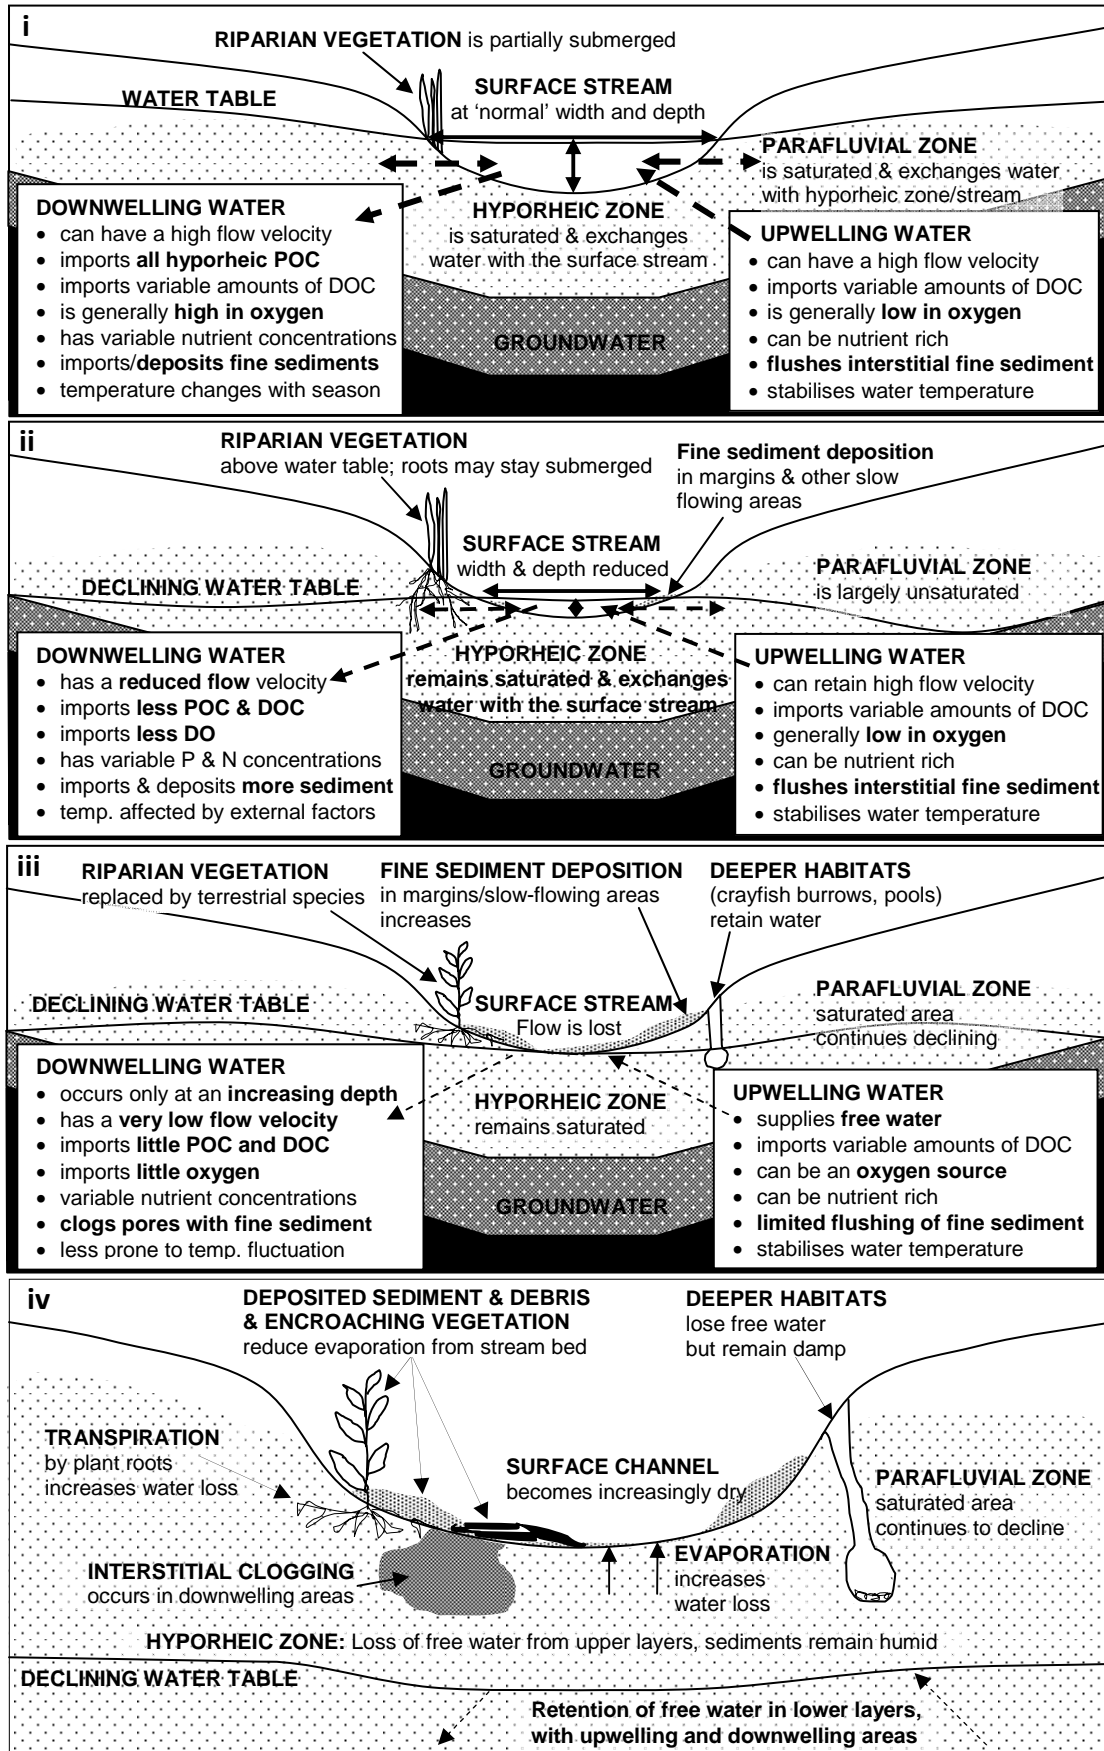 i
RIPARIAN VEGETATION is partially submerged
SURFACE STREAM
at ‘normal’ width and depth
WATER TABLE
PARAFLUVIAL ZONE
is saturated & exchanges water
with hyporheic zone/stream
HYPORHEIC ZONE
is saturated & exchanges
water with the surface stream
GROUNDWATER
DOWNWELLING WATER
• can have a high flow velocity
• imports all hyporheic POC
• imports variable amounts of DOC
• is generally high in oxygen
• has variable nutrient concentrations
• imports/deposits fine sediments
• temperature changes with season
UPWELLING WATER
• can have a high flow velocity
• imports variable amounts of DOC
• is generally low in oxygen
• can be nutrient rich
• flushes interstitial fine sediment
• stabilises water temperature
ii
RIPARIAN VEGETATION
above water table; roots may stay submerged
Fine sediment deposition
in margins & other slow
flowing areas
SURFACE STREAM
width & depth reduced
DECLINING WATER TABLE
PARAFLUVIAL ZONE
is largely unsaturated
HYPORHEIC ZONE
remains saturated & exchanges
water with the surface stream
GROUNDWATER
DOWNWELLING WATER
• has a reduced flow velocity
• imports less POC & DOC
• imports less DO
• has variable P & N concentrations
• imports & deposits more sediment
• temp. affected by external factors
UPWELLING WATER
• can retain high flow velocity
• imports variable amounts of DOC
• generally low in oxygen
• can be nutrient rich
• flushes interstitial fine sediment
• stabilises water temperature
iii
RIPARIAN VEGETATION
replaced by terrestrial species
FINE SEDIMENT DEPOSITION
in margins/slow-flowing areas
increases
DEEPER HABITATS
(crayfish burrows, pools)
retain water
DECLINING WATER TABLE
SURFACE STREAM
Flow is lost
PARAFLUVIAL ZONE
saturated area
continues declining
HYPORHEIC ZONE
remains saturated
GROUNDWATER
DOWNWELLING WATER
• occurs only at an increasing depth
• has a very low flow velocity
• imports little POC and DOC
• imports little oxygen
• variable nutrient concentrations
• clogs pores with fine sediment
• less prone to temp. fluctuation
UPWELLING WATER
• supplies free water
• imports variable amounts of DOC
• can be an oxygen source
• can be nutrient rich
• limited flushing of fine sediment
• stabilises water temperature
iv
DEPOSITED SEDIMENT & DEBRIS
& ENCROACHING VEGETATION
reduce evaporation from stream bed
DEEPER HABITATS
lose free water
but remain damp
TRANSPIRATION
by plant roots
increases water loss
SURFACE CHANNEL
becomes increasingly dry
PARAFLUVIAL ZONE
saturated area
continues to decline
INTERSTITIAL CLOGGING
occurs in downwelling areas
EVAPORATION
increases
water loss
HYPORHEIC ZONE: Loss of free water from upper layers, sediments remain humid
DECLINING WATER TABLE
Retention of free water in lower layers,
with upwelling and downwelling areas